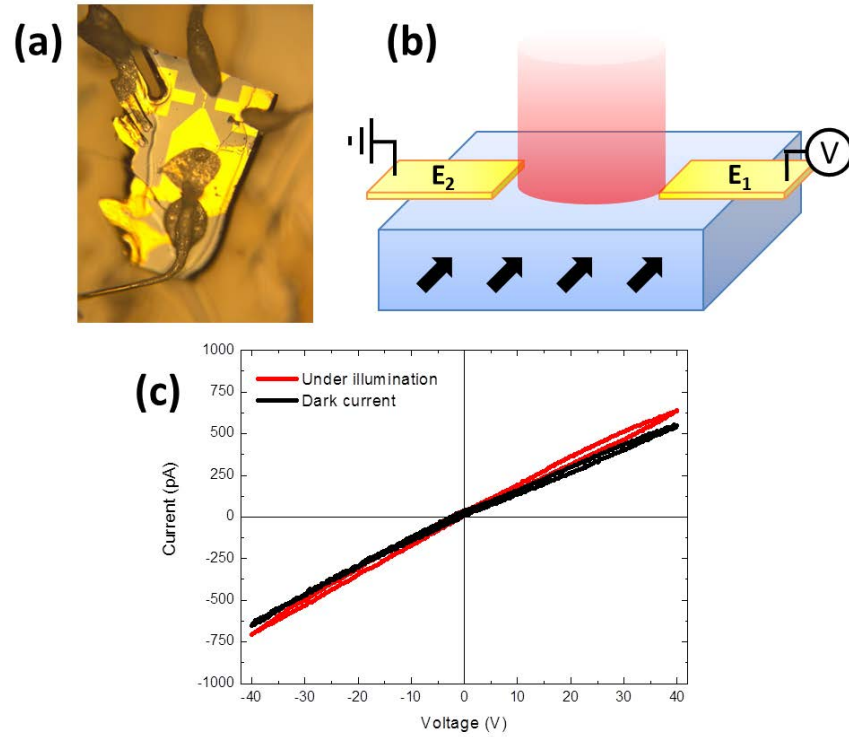 (a)
(b)
E2
E1
V
(c)
Under illumination
Dark current
1000
750
500
250
0
-250
-500
-750
-1000
Current (pA)
-40
-30
-20
-10
0
10
20
30
40
Voltage (V)